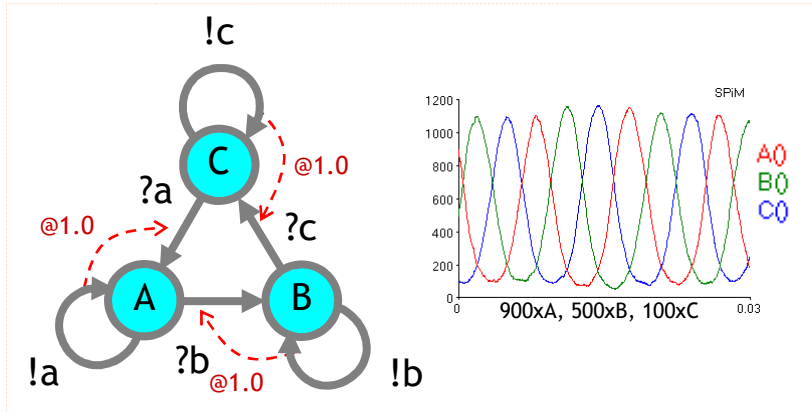 !c
C
?a
@1.0
@1.0
?c
A
B
?b
@1.0
!a
!b
SPiM
1200
1000
800
600
400
200
0
0
0.03
900xA, 500xB, 100xC
A()
B()
C()